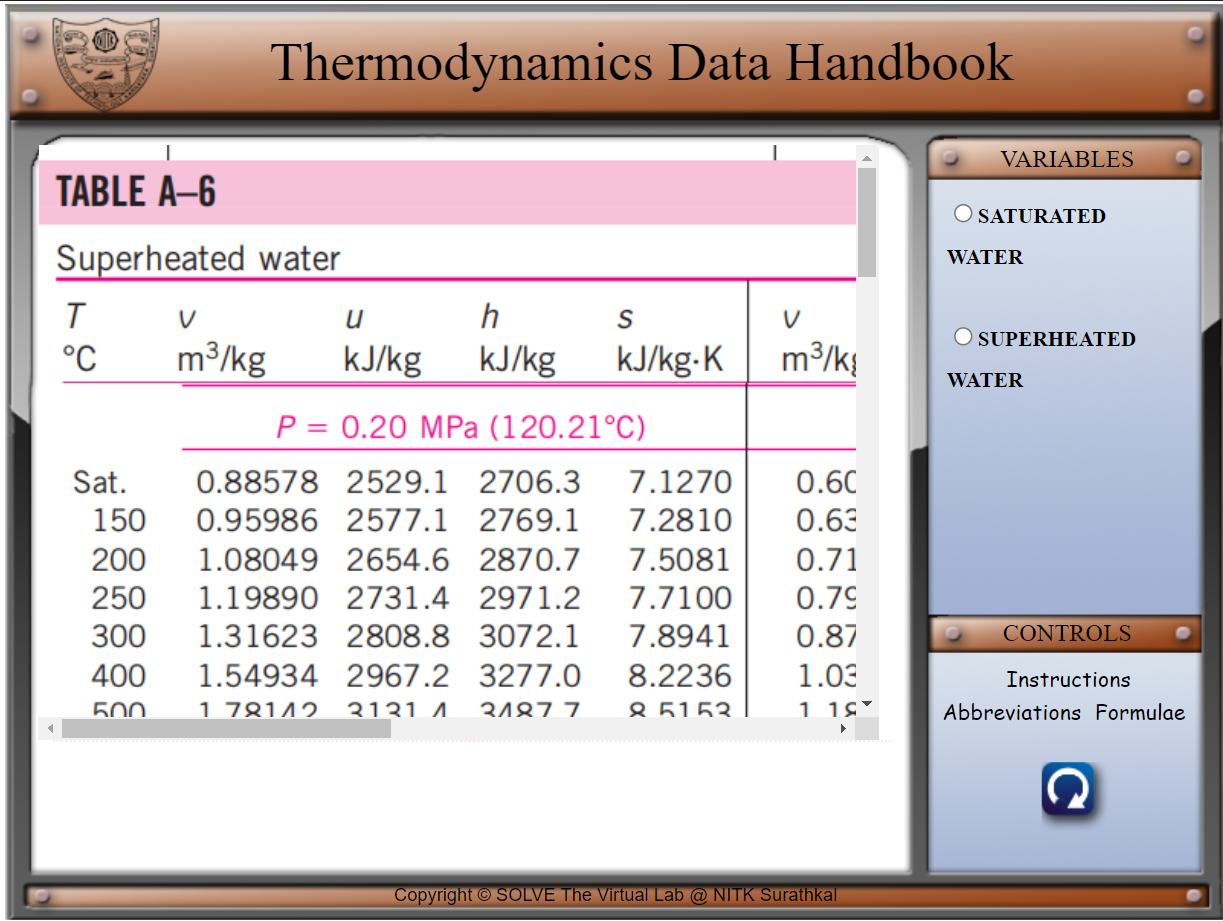 Thermodynamics Data Handbook
TABLE A–6
Superheated water
T v u h s v
°C m³/kg kJ/kg kJ/kg kJ/kg·K m³/kg
P = 0.20 MPa (120.21°C)
Sat. 0.88578 2529.1 2706.3 7.1270 0.60
150 0.95986 2577.1 2769.1 7.2810 0.63
200 1.08049 2654.6 2870.7 7.5081 0.71
250 1.19890 2731.4 2971.2 7.7100 0.79
300 1.31623 2808.8 3072.1 7.8941 0.87
400 1.54934 2967.2 3277.0 8.2236 1.03
500 1.78142 3131.4 3487.7 8.5153 1.18
VARIABLES
SATURATED
WATER
SUPERHEATED
WATER
CONTROLS
Instructions
Abbreviations Formulae
Copyright © SOLVE The Virtual Lab @ NITK Surathkal